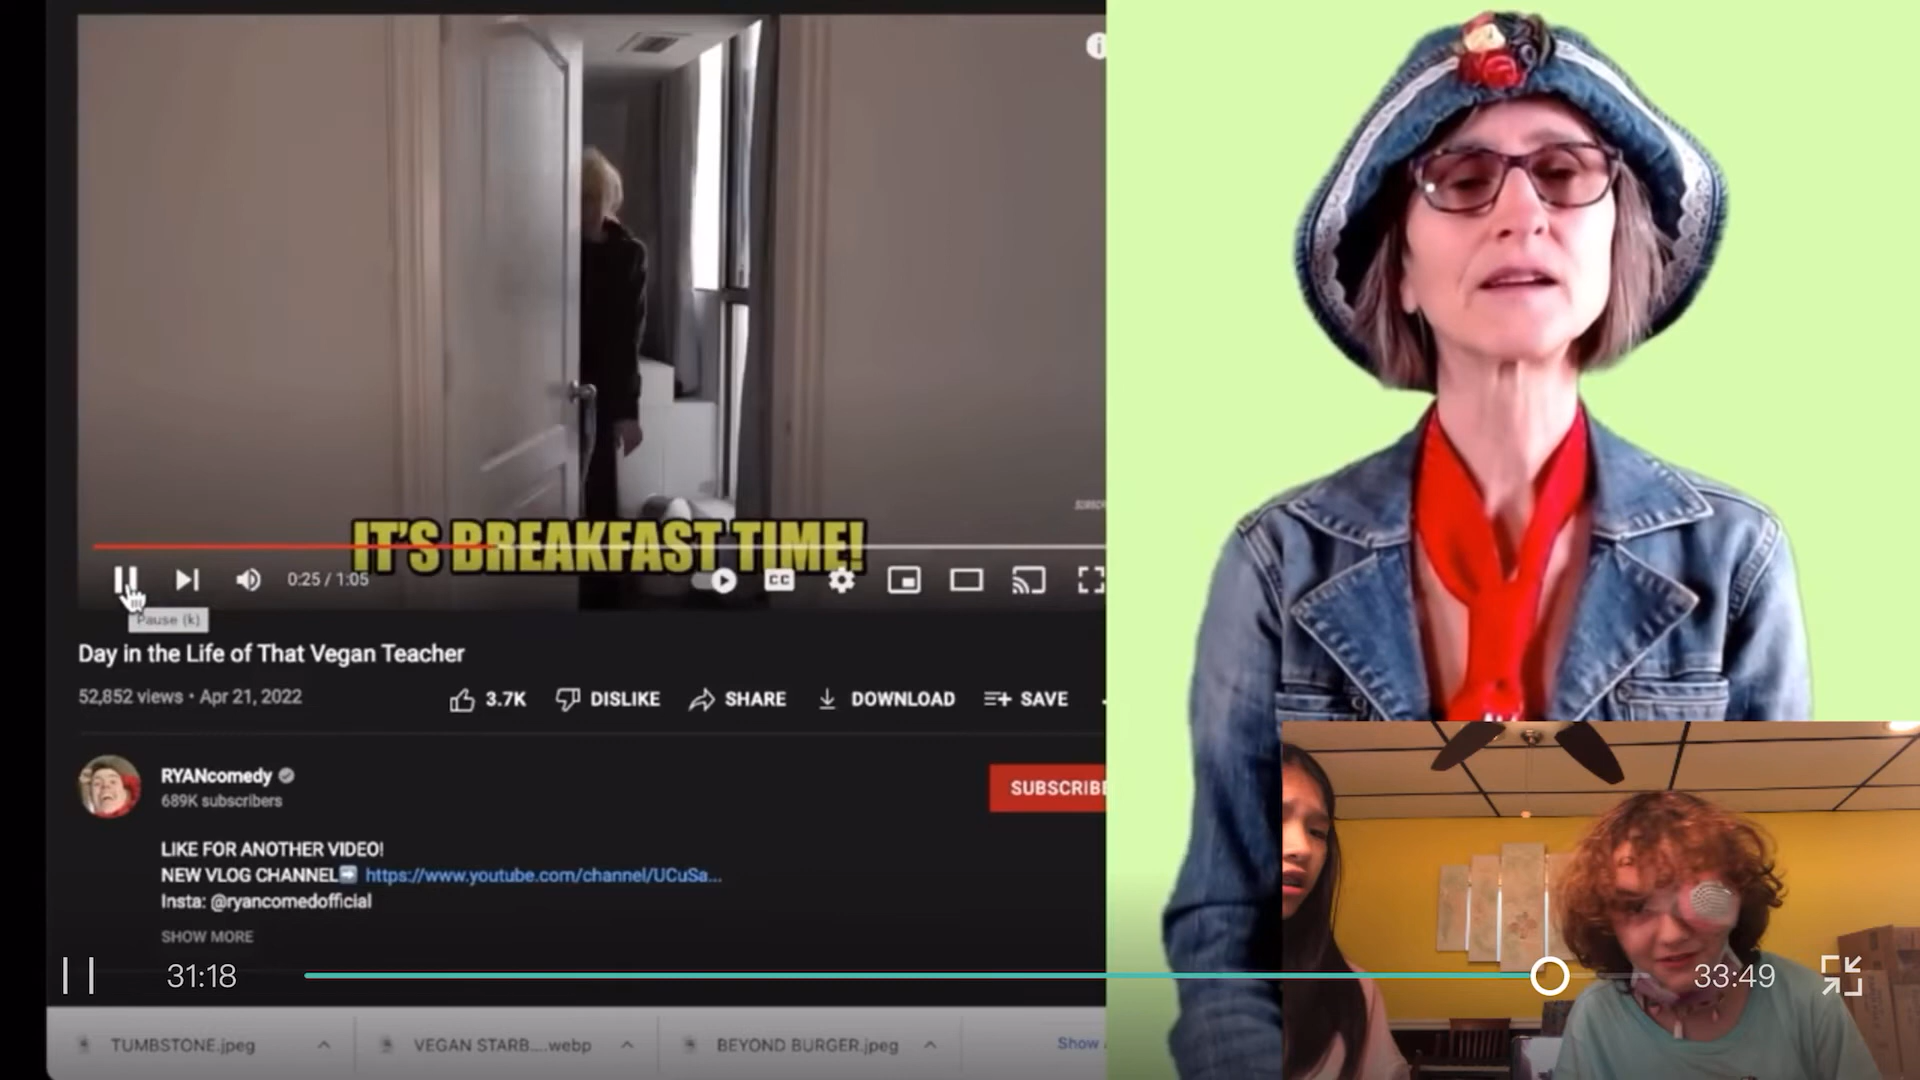 IT'S BREAKFAST TIME!
0:25 / 1:05
CC
Pause (k)
Day in the Life of That Vegan Teacher
52,852 views • Apr 21, 2022
3.7K
DISLIKE
SHARE
DOWNLOAD
SAVE
RYANcomedy
689K subscribers
SUBSCRIBE
LIKE FOR ANOTHER VIDEO!
NEW VLOG CHANNEL➡ https://www.youtube.com/channel/UCuSa...
Insta: @ryancomedofficial
SHOW MORE
31:18
33:49
TUMBSTONE.jpeg
VEGAN STARB....webp
BEYOND BURGER.jpeg
Show